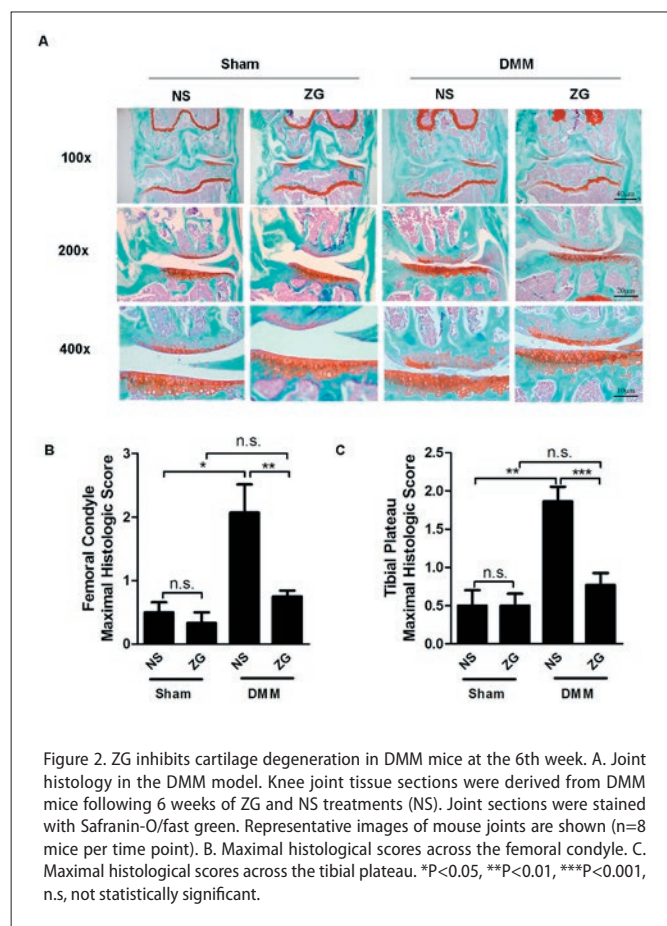 A
Sham
DMM
NS
ZG
NS
ZG
100x
40μm
200x
20μm
400x
10μm
B
Femoral Condyle
Maximal Histologic Score
3
2
1
0
n.s.
*
**
n.s.
NS
ZG
NS
ZG
Sham
DMM
C
Tibial Plateau
Maximal Histologic Score
2.5
2.0
1.5
1.0
0.5
0.0
n.s.
**
***
n.s.
NS
ZG
NS
ZG
Sham
DMM
Figure 2. ZG inhibits cartilage degeneration in DMM mice at the 6th week. A. Joint
histology in the DMM model. Knee joint tissue sections were derived from DMM
mice following 6 weeks of ZG and NS treatments (NS). Joint sections were stained
with Safranin-O/fast green. Representative images of mouse joints are shown (n=8
mice per time point). B. Maximal histological scores across the femoral condyle. C.
Maximal histological scores across the tibial plateau. *P<0.05, **P<0.01, ***P<0.001,
n.s, not statistically significant.